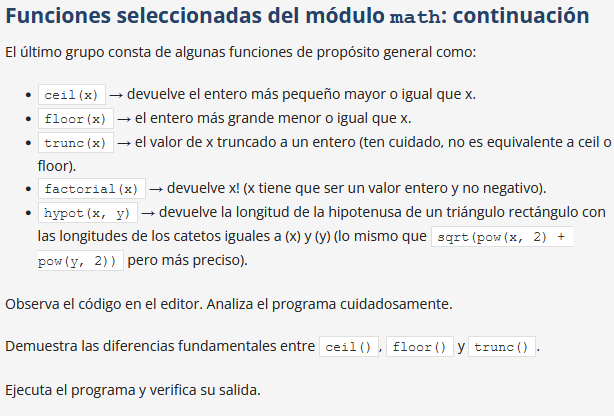 Funciones seleccionadas del módulo math: continuación
El último grupo consta de algunas funciones de propósito general como:
• ceil(x) → devuelve el entero más pequeño mayor o igual que x.
• floor(x) → el entero más grande menor o igual que x.
• trunc(x) → el valor de x truncado a un entero (ten cuidado, no es equivalente a ceil o
floor).
• factorial(x) → devuelve x! (x tiene que ser un valor entero y no negativo).
• hypot(x, y) → devuelve la longitud de la hipotenusa de un triángulo rectángulo con
las longitudes de los catetos iguales a (x) y (y) (lo mismo que sqrt(pow(x, 2) +
pow(y, 2)) pero más preciso).
Observa el código en el editor. Analiza el programa cuidadosamente.
Demuestra las diferencias fundamentales entre ceil(), floor() y trunc().
Ejecuta el programa y verifica su salida.